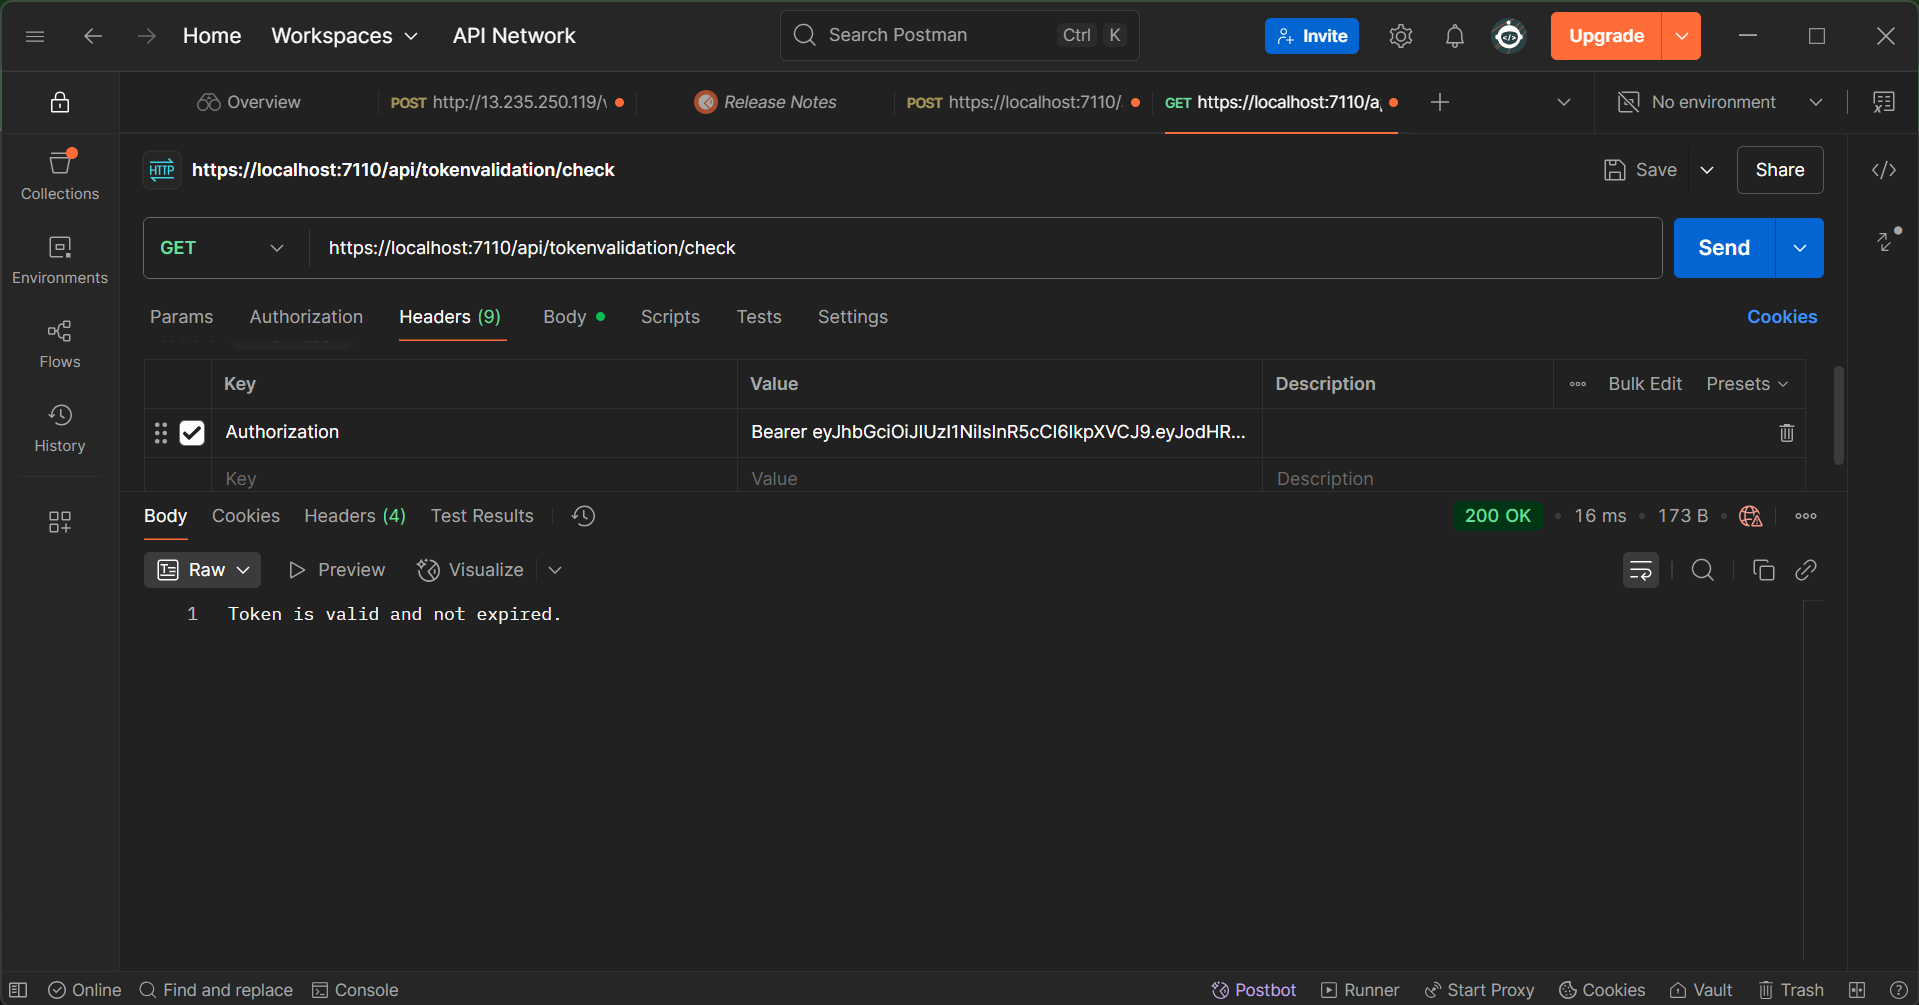 Home Workspaces API Network Search Postman Ctrl K Invite Upgrade
Overview POST http://13.235.250.119/ Release Notes POST https://localhost:7110/ GET https://localhost:7110/a No environment
HTTP https://localhost:7110/api/tokenvalidation/check Save Share
Collections
GET https://localhost:7110/api/tokenvalidation/check Send
Environments
Params Authorization Headers (9) Body Scripts Tests Settings Cookies
Flows
Key Value Description Bulk Edit Presets
Authorization Bearer eyJhbGciOiJIUzI1NiIsInR5cCI6IkpXVCJ9.eyJodHR...
History
Key Value Description
Body Cookies Headers (4) Test Results 200 OK • 16 ms • 173 B
Raw Preview Visualize
1 Token is valid and not expired.
Online Find and replace Console Postbot Runner Start Proxy Cookies Vault Trash